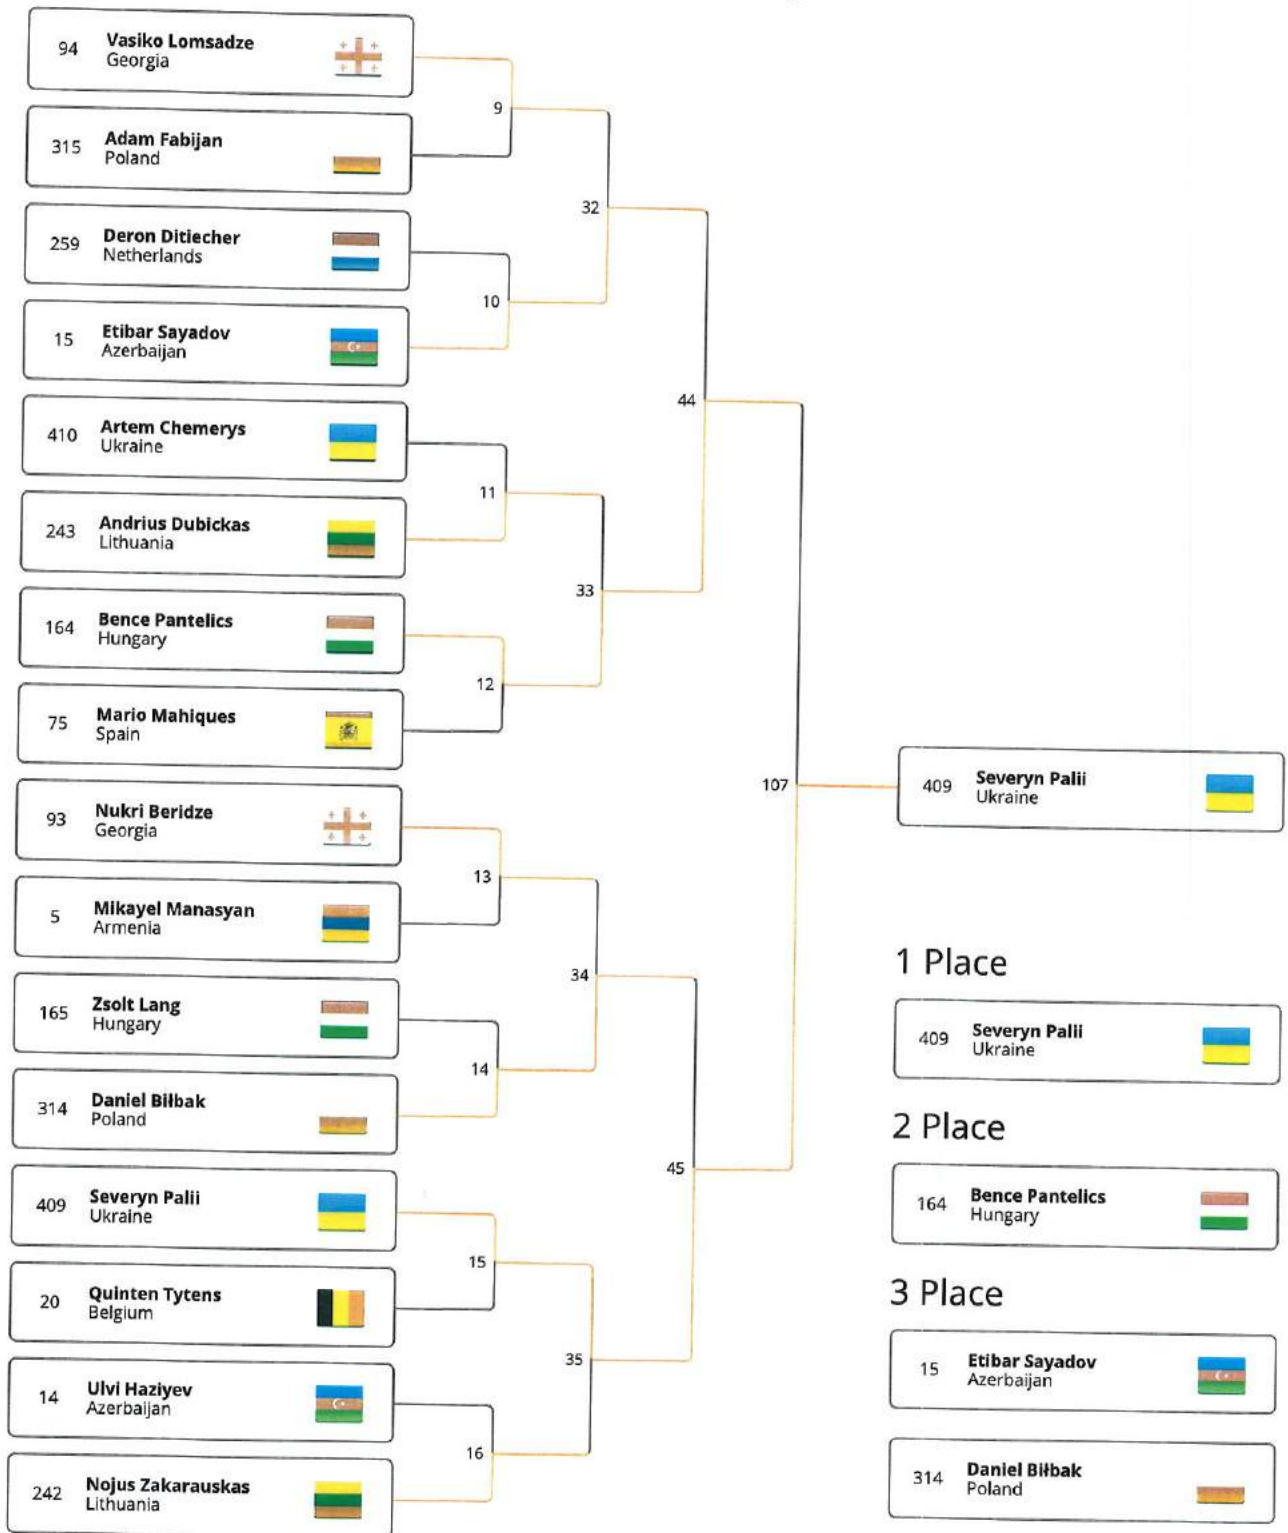 94 Vasiko Lomsadze
Georgia
315 Adam Fabijan
Poland
259 Deron Ditiecher
Netherlands
15 Etibar Sayadov
Azerbaijan
410 Artem Chemerys
Ukraine
243 Andrius Dubickas
Lithuania
164 Bence Pantelics
Hungary
75 Mario Mahiques
Spain
93 Nukri Beridze
Georgia
5 Mikayel Manasyan
Armenia
165 Zsolt Lang
Hungary
314 Daniel Biłbak
Poland
409 Severyn Palii
Ukraine
20 Quinten Tytens
Belgium
14 Ulvi Haziyev
Azerbaijan
242 Nojus Zakarauskas
Lithuania
9
10
11
12
13
14
15
16
32
33
34
35
44
45
107
409 Severyn Palii
Ukraine
1 Place
409 Severyn Palii
Ukraine
2 Place
164 Bence Pantelics
Hungary
3 Place
15 Etibar Sayadov
Azerbaijan
314 Daniel Biłbak
Poland